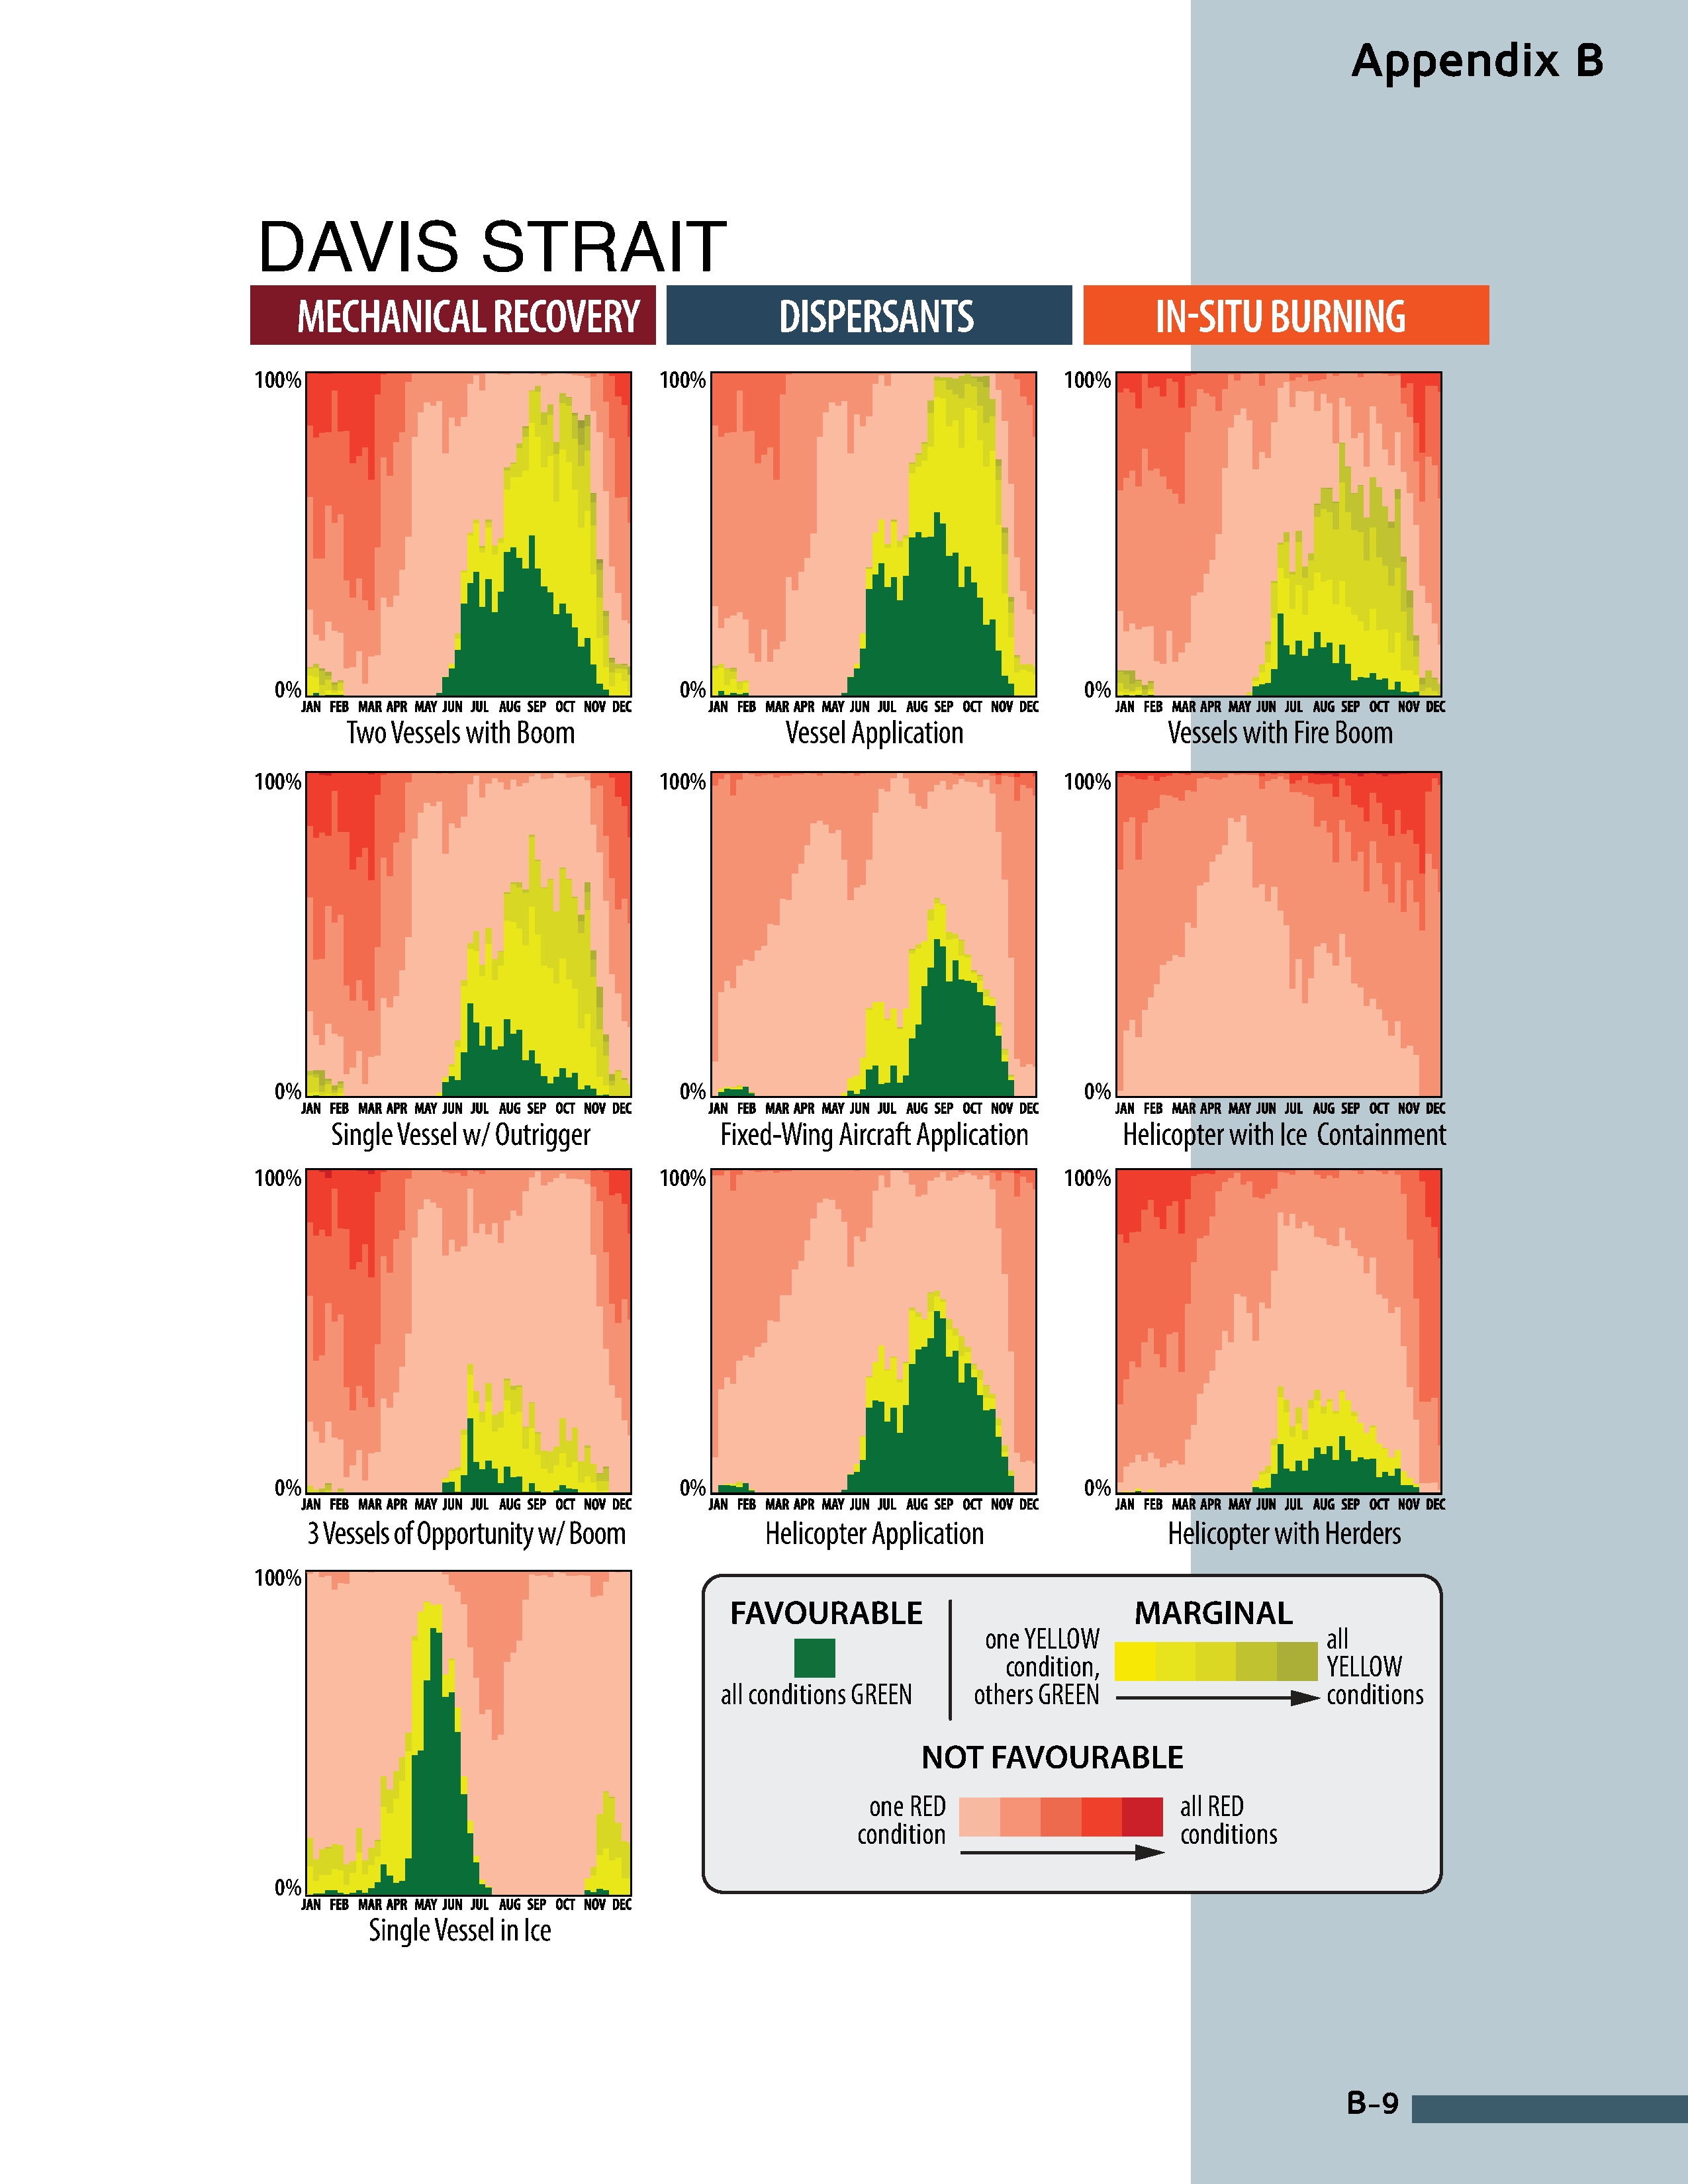 Appendix B
DAVIS STRAIT
MECHANICAL RECOVERY
DISPERSANTS
IN-SITU BURNING
100%
0%
JAN FEB MAR APR MAY JUN JUL AUG SEP OCT NOV DEC
Two Vessels with Boom
100%
0%
JAN FEB MAR APR MAY JUN JUL AUG SEP OCT NOV DEC
Vessel Application
100%
0%
JAN FEB MAR APR MAY JUN JUL AUG SEP OCT NOV DEC
Vessels with Fire Boom
100%
0%
JAN FEB MAR APR MAY JUN JUL AUG SEP OCT NOV DEC
Single Vessel w/ Outrigger
100%
0%
JAN FEB MAR APR MAY JUN JUL AUG SEP OCT NOV DEC
Fixed-Wing Aircraft Application
100%
0%
JAN FEB MAR APR MAY JUN JUL AUG SEP OCT NOV DEC
Helicopter with Ice Containment
100%
0%
JAN FEB MAR APR MAY JUN JUL AUG SEP OCT NOV DEC
3 Vessels of Opportunity w/ Boom
100%
0%
JAN FEB MAR APR MAY JUN JUL AUG SEP OCT NOV DEC
Helicopter Application
100%
0%
JAN FEB MAR APR MAY JUN JUL AUG SEP OCT NOV DEC
Helicopter with Herders
100%
0%
JAN FEB MAR APR MAY JUN JUL AUG SEP OCT NOV DEC
Single Vessel in Ice
FAVOURABLE
all conditions GREEN
MARGINAL
one YELLOW
condition,
others GREEN
all
YELLOW
conditions
NOT FAVOURABLE
one RED
condition
all RED
conditions
B-9